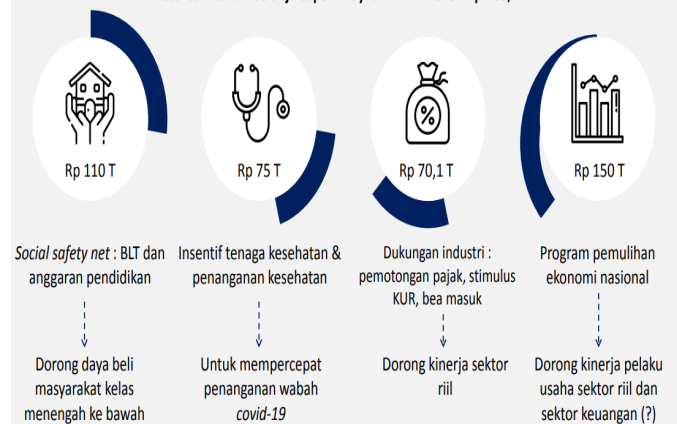 Rp 110 T
Rp 75 T
Rp 70,1 T
Rp 150 T
Social safety net : BLT dan
anggaran pendidikan
Insentif tenaga kesehatan &
penanganan kesehatan
Dukungan industri :
pemotongan pajak, stimulus
KUR, bea masuk
Program pemulihan
ekonomi nasional
Dorong daya beli
masyarakat kelas
menengah ke bawah
Untuk mempercepat
penanganan wabah
covid-19
Dorong kinerja sektor
riil
Dorong kinerja pelaku
usaha sektor riil dan
sektor keuangan (?)